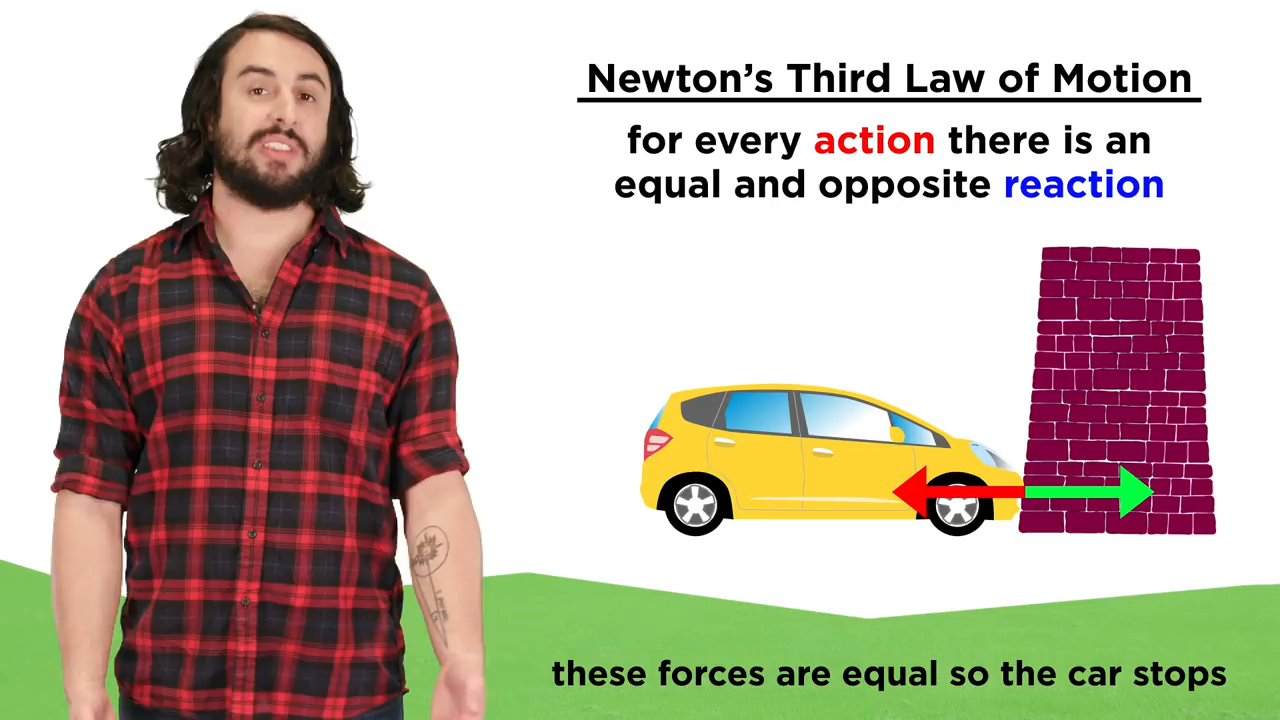 Newton’s Third Law of Motion
for every action there is an
equal and opposite reaction
these forces are equal so the car stops